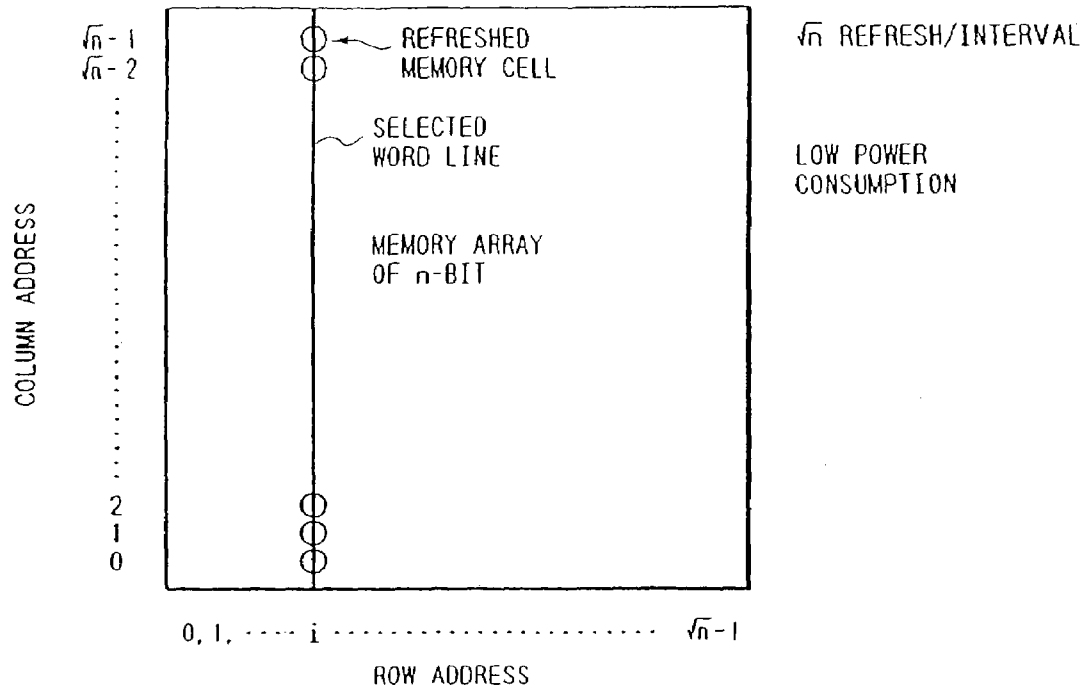 √n-1
√n-2
2
1
0
COLUMN ADDRESS
REFRESHED
MEMORY CELL
SELECTED
WORD LINE
MEMORY ARRAY
OF n-BIT
√n REFRESH/INTERVAL
LOW POWER
CONSUMPTION
0, 1, ···· i ························ √n-1
ROW ADDRESS